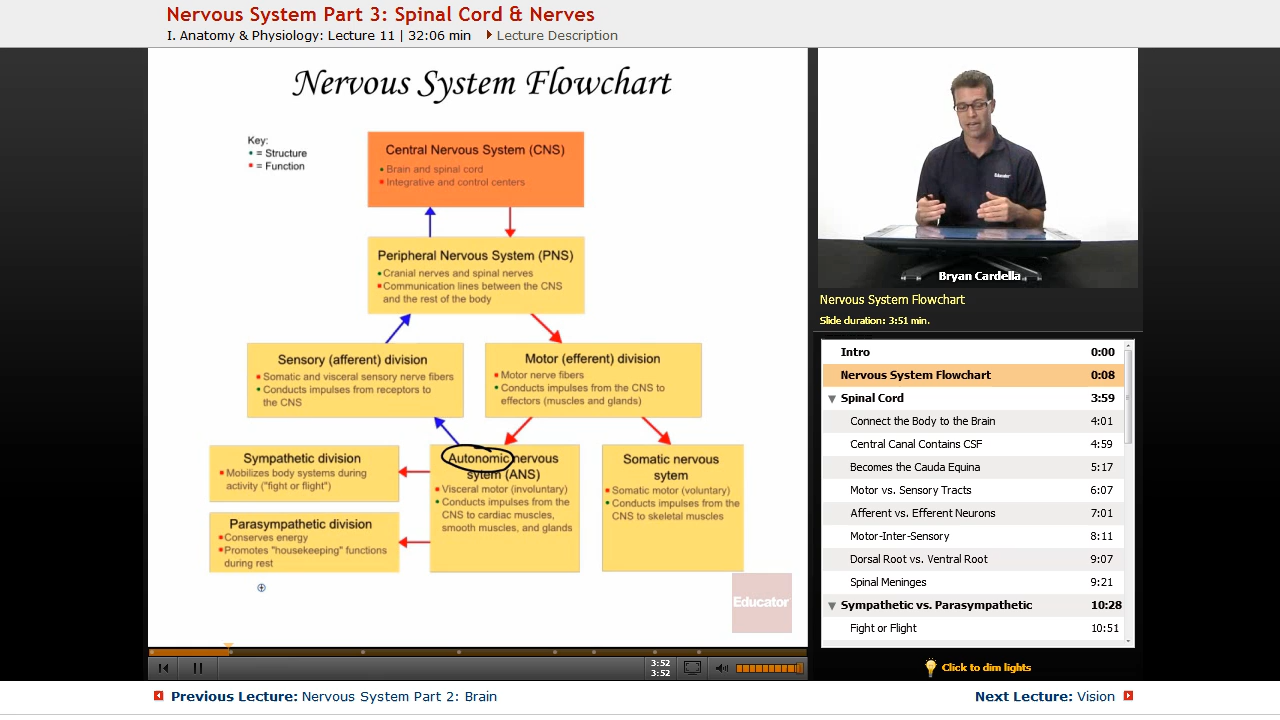 Nervous System Part 3: Spinal Cord & Nerves
I. Anatomy & Physiology: Lecture 11 | 32:06 min Lecture Description
Nervous System Flowchart
Key:
• = Structure
• = Function
Central Nervous System (CNS)
• Brain and spinal cord
• Integrative and control centers
Peripheral Nervous System (PNS)
• Cranial nerves and spinal nerves
• Communication lines between the CNS
and the rest of the body
Sensory (afferent) division
• Somatic and visceral sensory nerve fibers
• Conducts impulses from receptors to
the CNS
Motor (efferent) division
• Motor nerve fibers
• Conducts impulses from the CNS to
effectors (muscles and glands)
Sympathetic division
• Mobilizes body systems during
activity ("fight or flight")
Parasympathetic division
• Conserves energy
• Promotes "housekeeping" functions
during rest
Autonomic nervous
sytem (ANS)
• Visceral motor (involuntary)
• Conducts impulses from the
CNS to cardiac muscles,
smooth muscles, and glands
Somatic nervous
sytem
• Somatic motor (voluntary)
• Conducts impulses from the
CNS to skeletal muscles
Educator
3:52
3:52
Educator
Bryan Cardella
Nervous System Flowchart
Slide duration: 3:51 min.
Intro 0:00
Nervous System Flowchart 0:08
Spinal Cord 3:59
Connect the Body to the Brain 4:01
Central Canal Contains CSF 4:59
Becomes the Cauda Equina 5:17
Motor vs. Sensory Tracts 6:07
Afferent vs. Efferent Neurons 7:01
Motor-Inter-Sensory 8:11
Dorsal Root vs. Ventral Root 9:07
Spinal Meninges 9:21
Sympathetic vs. Parasympathetic 10:28
Fight or Flight 10:51
Click to dim lights
Previous Lecture: Nervous System Part 2: Brain
Next Lecture: Vision